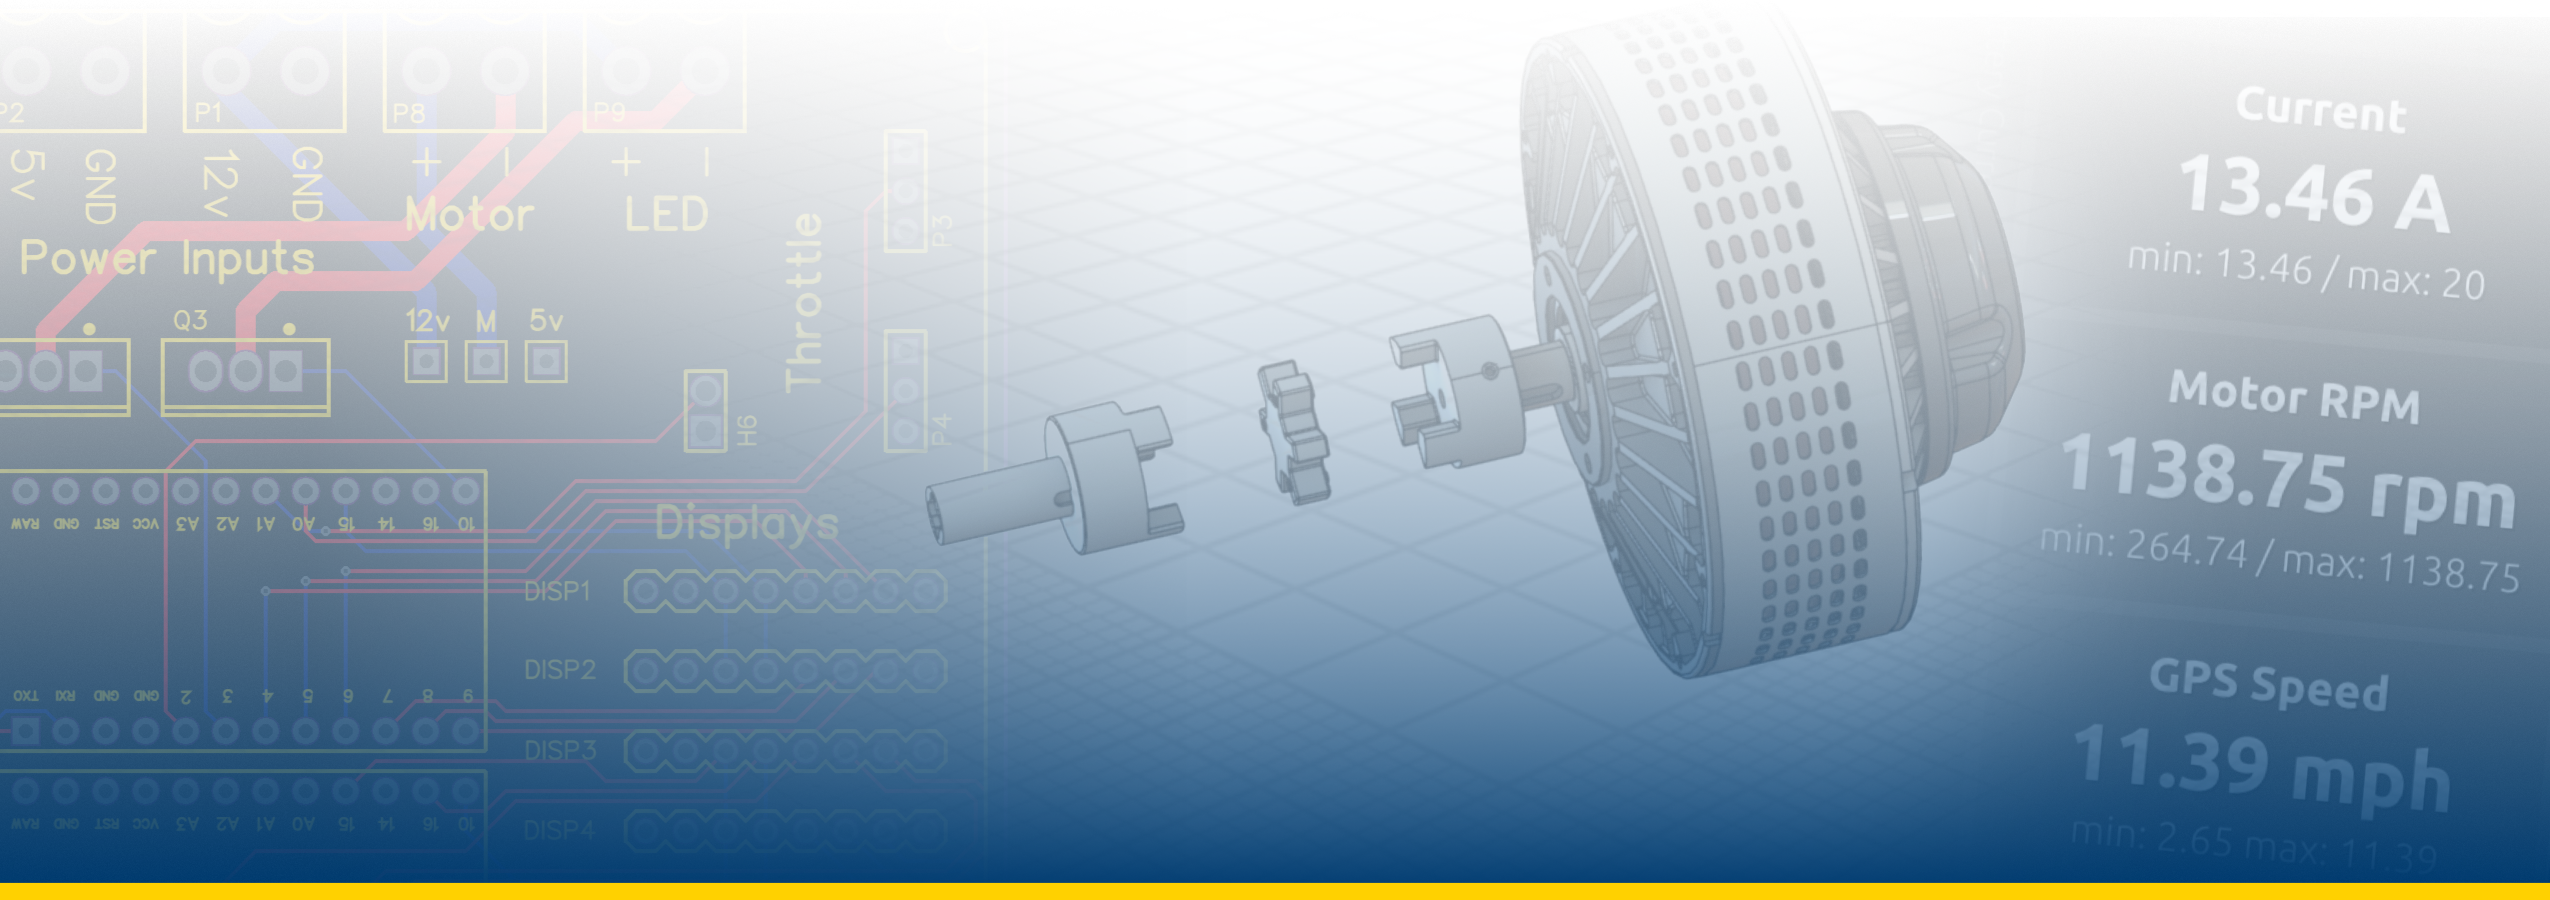 P2
P1
P8
P9
5v
GND
12v
GND
+
-
+
-
Motor
LED
Power Inputs
Throttle
P3
Q3
12v
M
5v
H6
P4
RAW
GND
RST
VCC
A3
A2
A1
A0
15
14
16
10
Displays
DISP1
DISP2
TXO
RXI
GND
GND
2
3
4
5
6
7
8
9
DISP3
RAW
GND
RST
VCC
A3
A2
A1
A0
15
14
16
10
DISP4
Current
13.46 A
min: 13.46 / max: 20
Motor RPM
1138.75 rpm
min: 264.74 / max: 1138.75
GPS Speed
11.39 mph
min: 2.65 max: 11.39